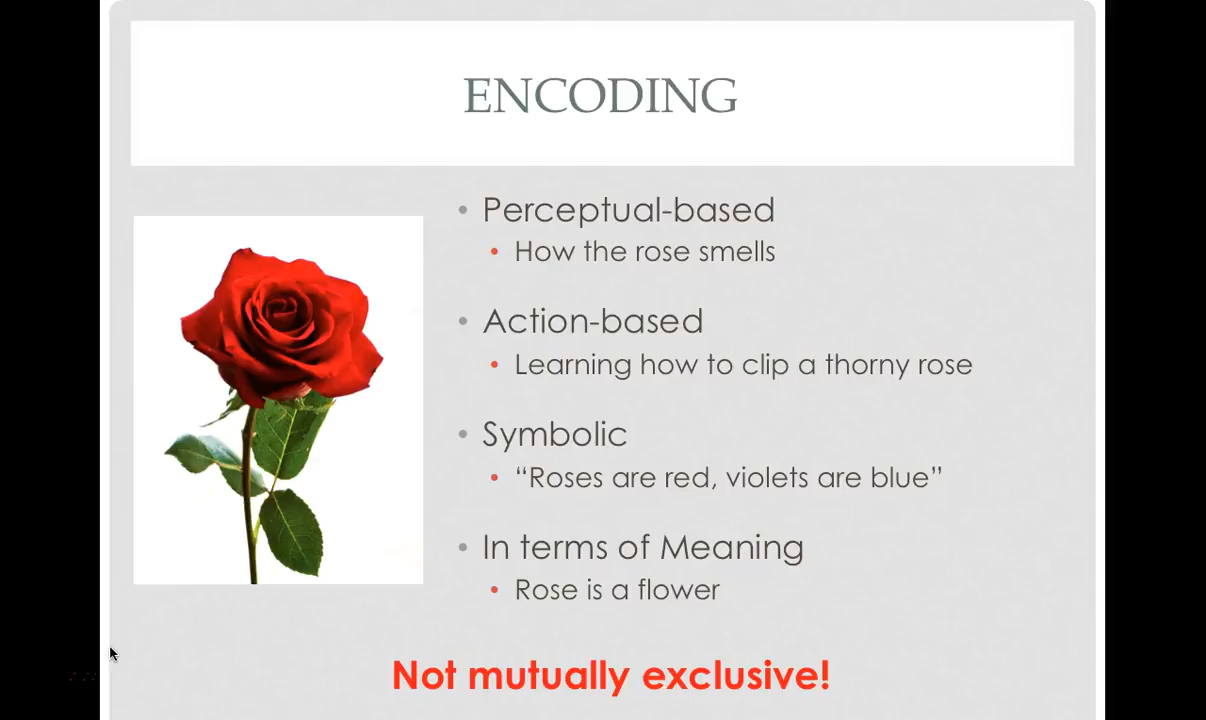 ENCODING
• Perceptual-based
• How the rose smells
• Action-based
• Learning how to clip a thorny rose
• Symbolic
• “Roses are red, violets are blue”
• In terms of Meaning
• Rose is a flower
Not mutually exclusive!